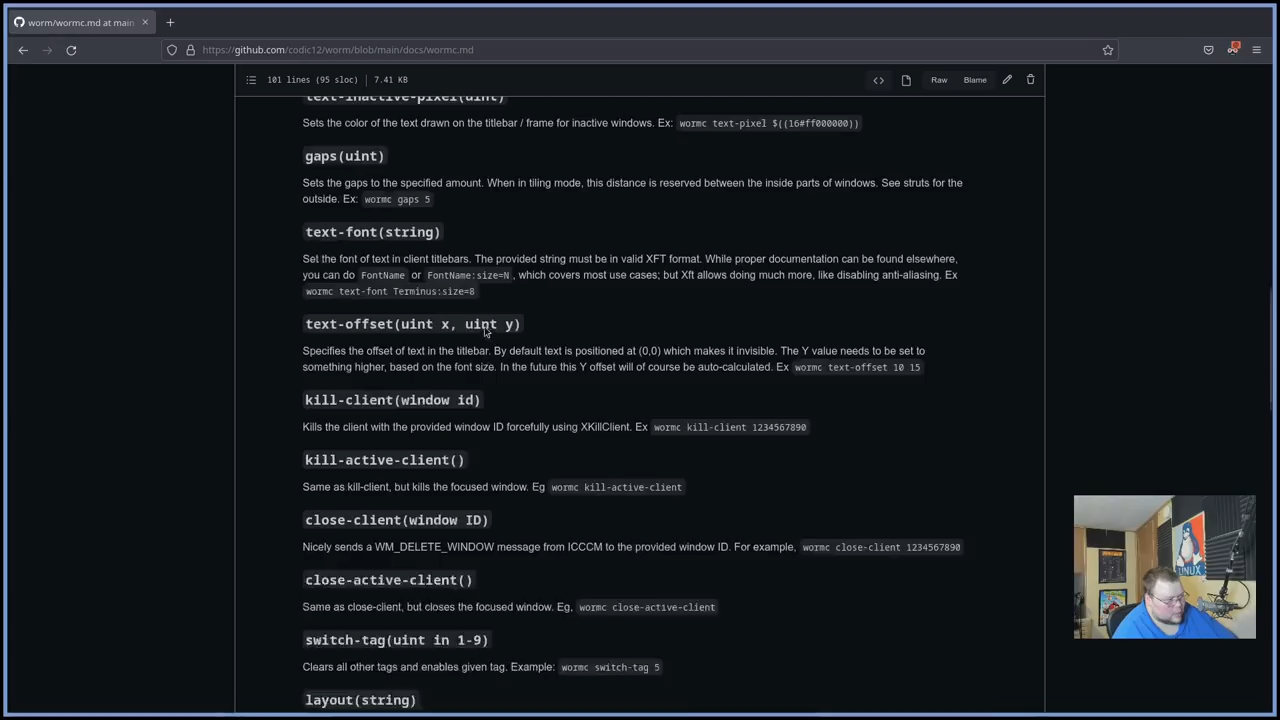 worm/wormc.md at main
https://github.com/codic12/worm/blob/main/docs/wormc.md
101 lines (95 sloc) 7.41 KB
Raw Blame
text-inactive-pixel(uint)
Sets the color of the text drawn on the titlebar / frame for inactive windows. Ex: wormc text-pixel $((16#ff000000))
gaps(uint)
Sets the gaps to the specified amount. When in tiling mode, this distance is reserved between the inside parts of windows. See struts for the
outside. Ex: wormc gaps 5
text-font(string)
Set the font of text in client titlebars. The provided string must be in valid XFT format. While proper documentation can be found elsewhere,
you can do FontName or FontName:size=N, which covers most use cases; but Xft allows doing much more, like disabling anti-aliasing. Ex
wormc text-font Terminus:size=8
text-offset(uint x, uint y)
Specifies the offset of text in the titlebar. By default text is positioned at (0,0) which makes it invisible. The Y value needs to be set to
something higher, based on the font size. In the future this Y offset will of course be auto-calculated. Ex wormc text-offset 10 15
kill-client(window id)
Kills the client with the provided window ID forcefully using XKillClient. Ex wormc kill-client 1234567890
kill-active-client()
Same as kill-client, but kills the focused window. Eg wormc kill-active-client
close-client(window ID)
Nicely sends a WM_DELETE_WINDOW message from ICCCM to the provided window ID. For example, wormc close-client 1234567890
close-active-client()
Same as close-client, but closes the focused window. Eg, wormc close-active-client
switch-tag(uint in 1-9)
Clears all other tags and enables given tag. Example: wormc switch-tag 5
layout(string)
LINUX